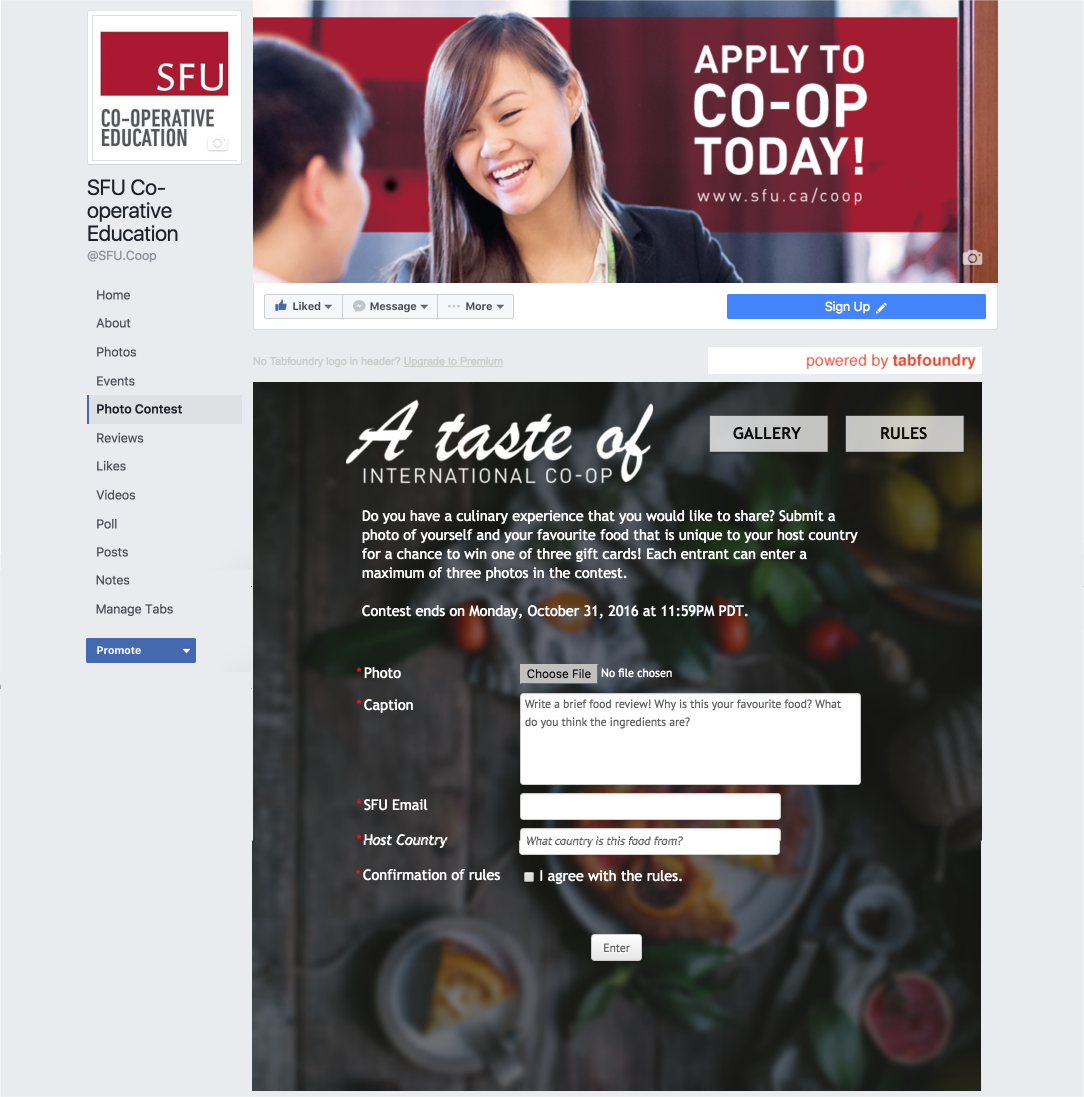 SFU
CO-OPERATIVE
EDUCATION
SFU Co-
operative
Education
@SFU.Coop
Home
About
Photos
Events
Photo Contest
Reviews
Likes
Videos
Poll
Posts
Notes
Manage Tabs
Promote
APPLY TO
CO-OP
TODAY!
www.sfu.ca/coop
Liked Message ··· More Sign Up
No Tabfoundry logo in header? Upgrade to Premium powered by tabfoundry
A taste of
INTERNATIONAL CO-OP
GALLERY RULES
Do you have a culinary experience that you would like to share? Submit a
photo of yourself and your favourite food that is unique to your host country
for a chance to win one of three gift cards! Each entrant can enter a
maximum of three photos in the contest.
Contest ends on Monday, October 31, 2016 at 11:59PM PDT.
*Photo Choose File No file chosen
*Caption Write a brief food review! Why is this your favourite food? What
do you think the ingredients are?
*SFU Email
*Host Country What country is this food from?
*Confirmation of rules I agree with the rules.
Enter